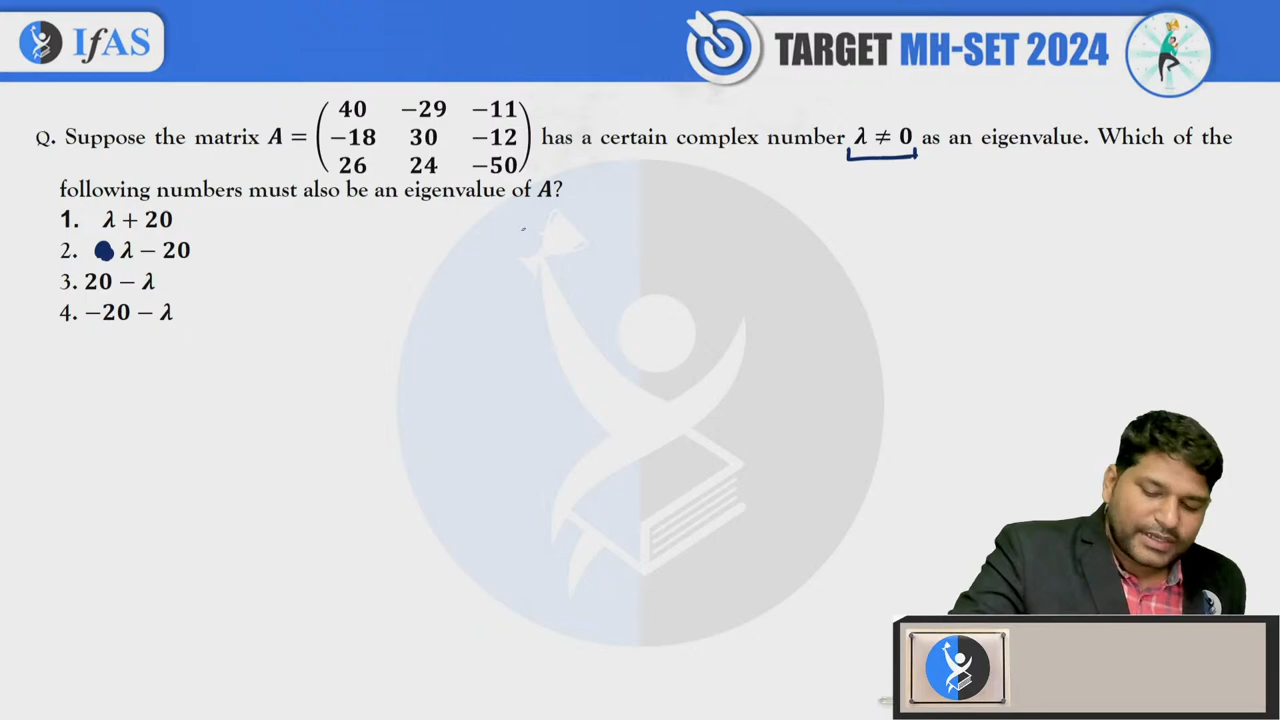 IfAS
TARGET MH-SET 2024
Q. Suppose the matrix A = ( 40 −29 −11
−18 30 −12
26 24 −50 ) has a certain complex number λ ≠ 0 as an eigenvalue. Which of the
following numbers must also be an eigenvalue of A?
1. λ + 20
2. λ − 20
3. 20 − λ
4. −20 − λ